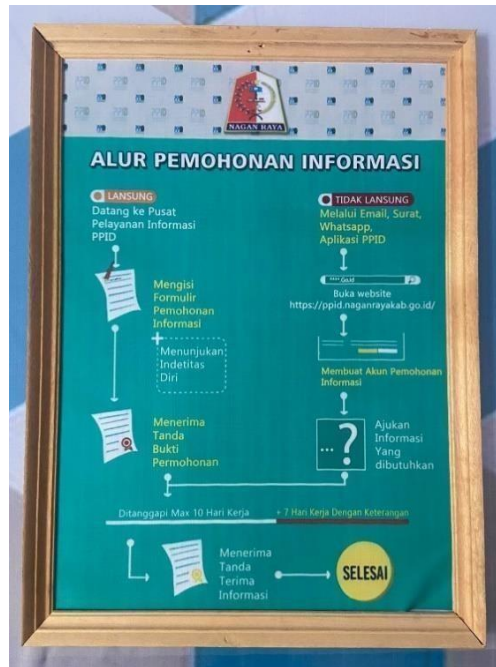 NAGAN RAYA
ALUR PEMOHONAN INFORMASI
LANSUNG
Datang ke Pusat
Pelayanan Informasi
PPID
Mengisi
Formulir
Pemohonan
Informasi
Menunjukan
Indetitas
Diri
Menerima
Tanda
Bukti
Permohonan
TIDAK LANSUNG
Melalui Email, Surat,
Whatsapp,
Aplikasi PPID
Buka website
https://ppid.naganrayakab.go.id/
Membuat Akun Pemohonan
Informasi
...?
Ajukan
Informasi
Yang
dibutuhkan
Ditanggapi Max 10 Hari Kerja
+ 7 Hari Kerja Dengan Keterangan
Menerima
Tanda
Terima
Informasi
SELESAI